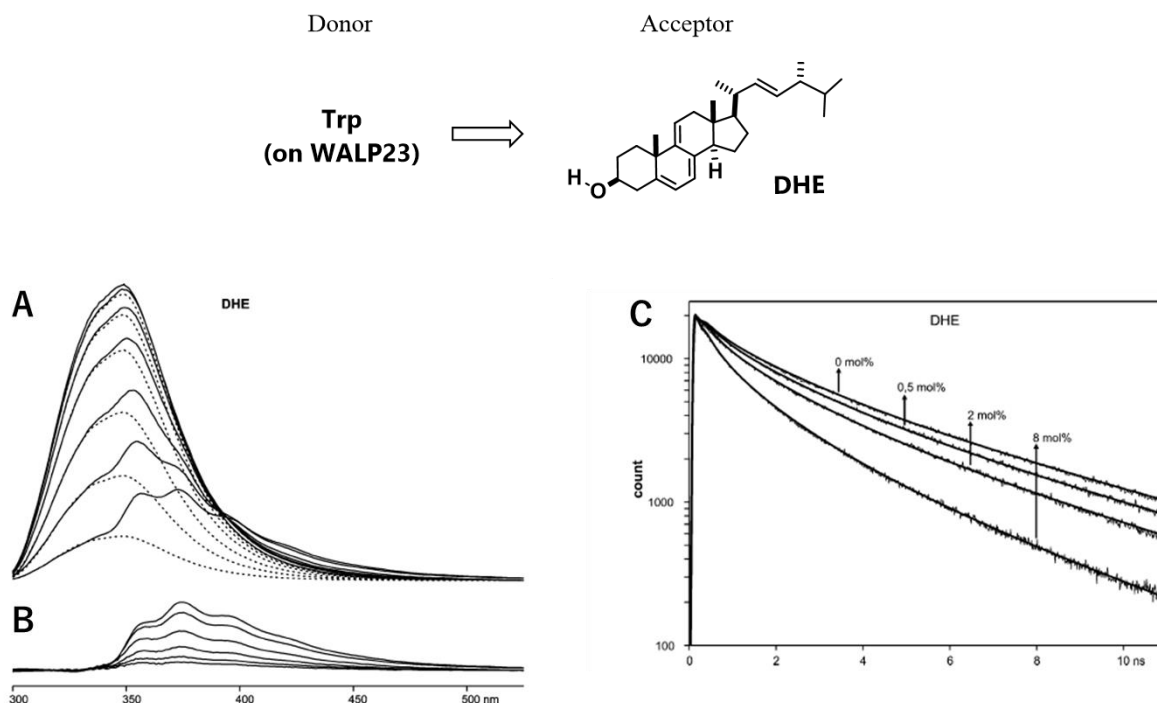 Donor
Acceptor
Trp
(on WALP23)
H
O
H
DHE
A
DHE
B
300
350
400
450
500 nm
C
DHE
count
10000
1000
100
0 mol%
0,5 mol%
2 mol%
8 mol%
0
2
4
6
8
10 ns